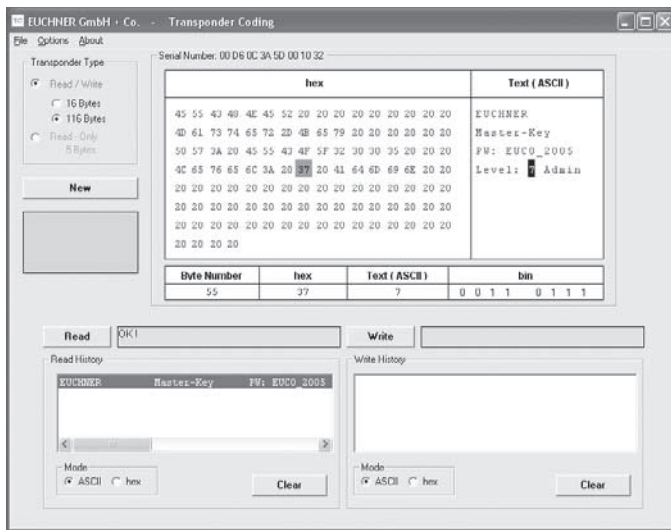 EUCHNER GmbH + Co. - Transponder Coding
File Options About
Transponder Type
Read / Write
16 Bytes
116 Bytes
Read - Only
8 Bytes
New
Serial Number: 00 D6 0C 3A 5D 00 10 32
hex Text ( ASCII )
45 55 43 48 4E 45 52 20 20 20 20 20 20 20 20 20 EUCHNER
4D 61 73 74 65 72 2D 4B 65 79 20 20 20 20 20 20 Master-Key
50 57 3A 20 45 55 43 4F 5F 32 30 30 35 20 20 20 PW: EUCO_2005
4C 65 76 65 6C 3A 20 37 20 41 64 6D 69 6E 20 20 Level: 7 Admin
20 20 20 20 20 20 20 20 20 20 20 20 20 20 20 20
20 20 20 20 20 20 20 20 20 20 20 20 20 20 20 20
20 20 20 20 20 20 20 20 20 20 20 20 20 20 20 20
20 20 20 20
Byte Number hex Text ( ASCII ) bin
55 37 7 0 0 1 1 0 1 1 1
Read OK! Write
Read History
EUCHNER Master-Key PW: EUCO_2005
Mode
ASCII hex
Clear
Write History
Mode
ASCII hex
Clear